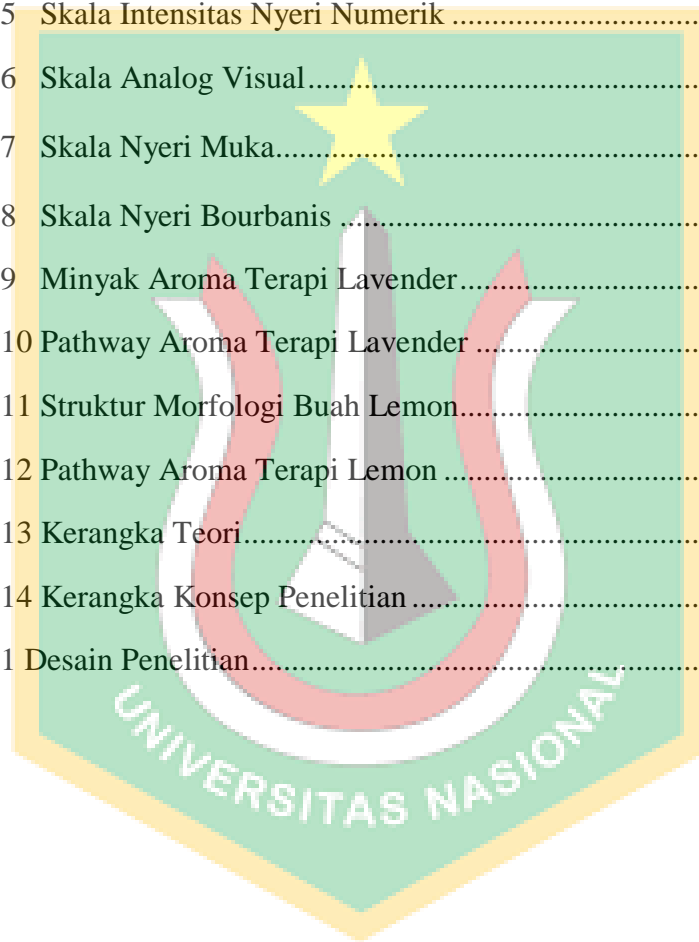 5 Skala Intensitas Nyeri Numerik ..............................
6 Skala Analog Visual................................................
7 Skala Nyeri Muka....................................................
8 Skala Nyeri Bourbanis ............................................
9 Minyak Aroma Terapi Lavender..............................
10 Pathway Aroma Terapi Lavender ............................
11 Struktur Morfologi Buah Lemon..............................
12 Pathway Aroma Terapi Lemon ................................
13 Kerangka Teori........................................................
14 Kerangka Konsep Penelitian ....................................
1 Desain Penelitian.......................................................
UNIVERSITAS NASIONAL